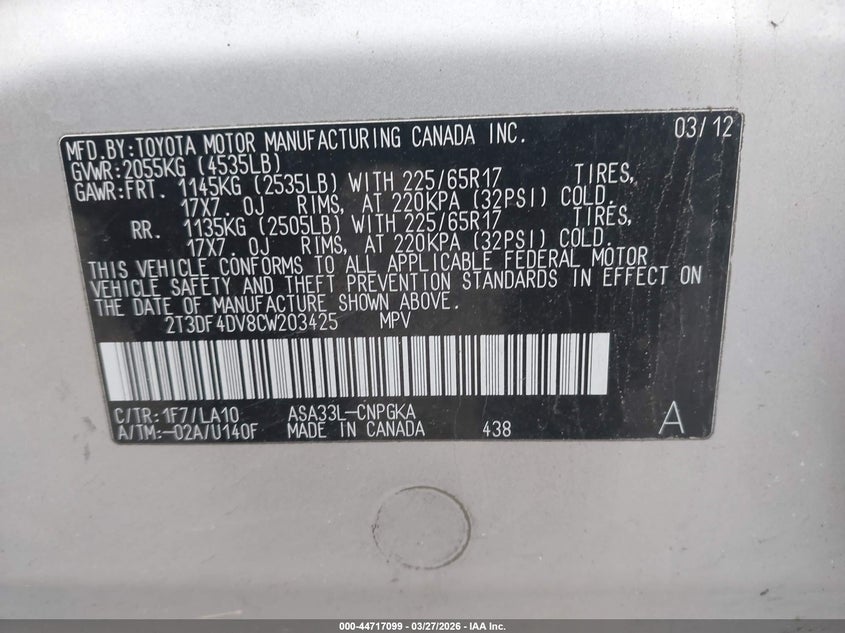 MFD.BY:TOYOTA MOTOR MANUFACTURING CANADA INC. 03/12
GVWR:2055KG (4535LB)
GAWR:FRT. 1145KG (2535LB) WITH 225/65R17 TIRES,
17X7.0J RIMS, AT 220KPA (32PSI) COLD.
RR. 1135KG (2505LB) WITH 225/65R17 TIRES,
17X7.0J RIMS, AT 220KPA (32PSI) COLD.
THIS VEHICLE CONFORMS TO ALL APPLICABLE FEDERAL MOTOR
VEHICLE SAFETY AND THEFT PREVENTION STANDARDS IN EFFECT ON
THE DATE OF MANUFACTURE SHOWN ABOVE.
2T3DF4DV8CW203425 MPV
C/TR:1F7/LA10 ASA33L-CNPGKA
A/TM:-02A/U140F MADE IN CANADA 438 A
000-44717099 — 03/27/2026 — IAA Inc.